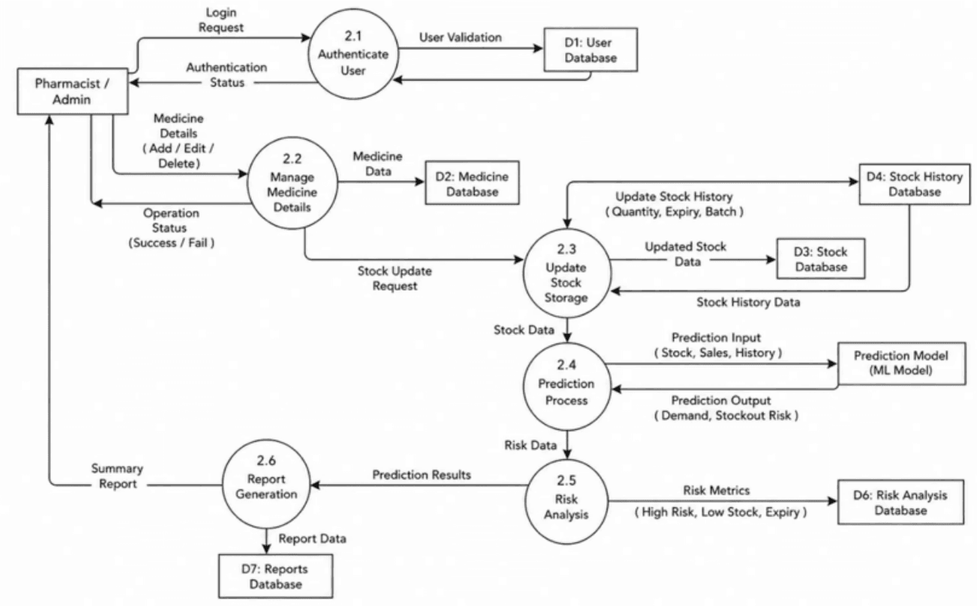 Login
Request
2.1
Authenticate
User
User Validation
D1: User
Database
Authentication
Status
Pharmacist /
Admin
Medicine
Details
( Add / Edit /
Delete)
2.2
Manage
Medicine
Details
Medicine
Data
D2: Medicine
Database
D4: Stock History
Database
Update Stock History
( Quantity, Expiry, Batch )
Operation
Status
(Success / Fail )
2.3
Update
Stock
Storage
Updated Stock
Data
D3: Stock
Database
Stock Update
Request
Stock History Data
Stock Data
Prediction Input
( Stock, Sales, History )
2.4
Prediction
Process
Prediction Model
(ML Model)
Prediction Output
( Demand, Stockout Risk )
Risk Data
2.6
Report
Generation
Summary
Report
Prediction Results
2.5
Risk
Analysis
Risk Metrics
( High Risk, Low Stock, Expiry )
D6: Risk Analysis
Database
Report Data
D7: Reports
Database